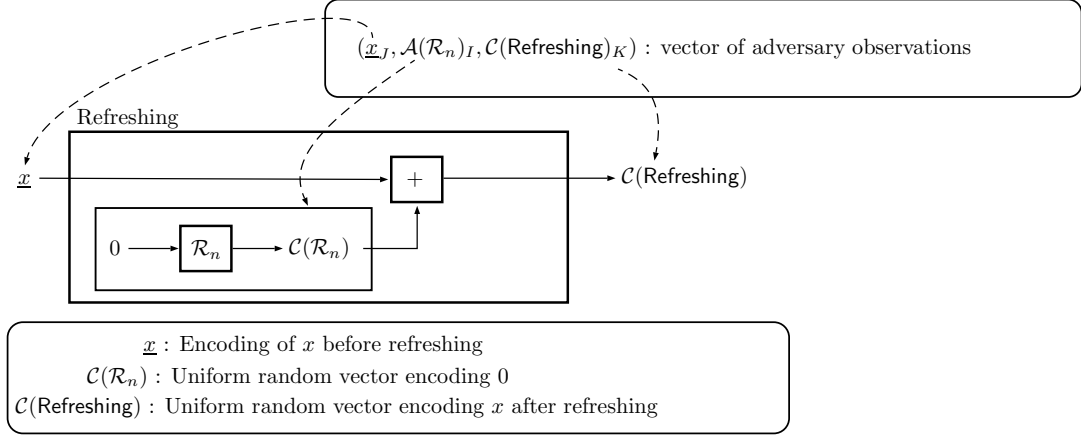 (x_J, 𝒜(ℛ_n)_I, 𝒞(Refreshing)_K) : vector of adversary observations
Refreshing
x
+
𝒞(Refreshing)
0
ℛ_n
𝒞(ℛ_n)
x : Encoding of x before refreshing
𝒞(ℛ_n) : Uniform random vector encoding 0
𝒞(Refreshing) : Uniform random vector encoding x after refreshing